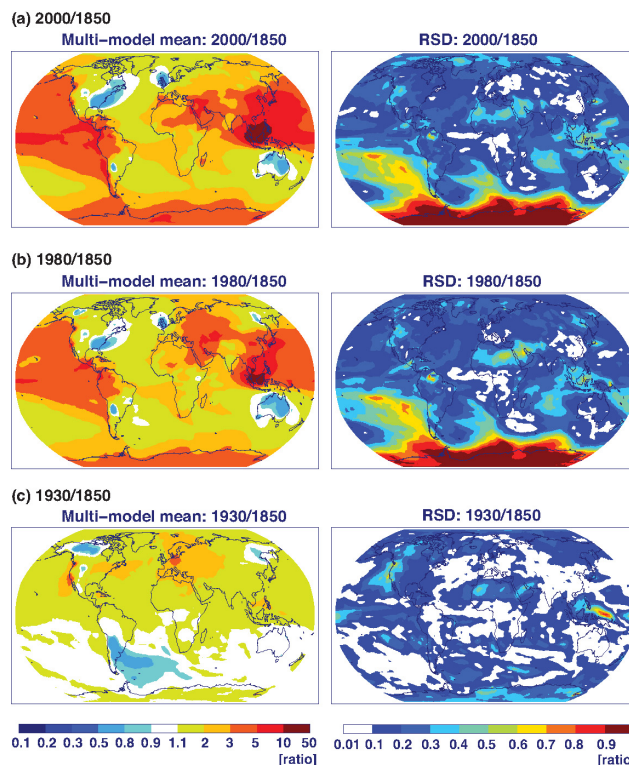 (a) 2000/1850
Multi−model mean: 2000/1850
RSD: 2000/1850
(b) 1980/1850
Multi−model mean: 1980/1850
RSD: 1980/1850
(c) 1930/1850
Multi−model mean: 1930/1850
RSD: 1930/1850
0.1 0.2 0.3 0.5 0.8 0.9 1.1 2 3 5 10 50
[ratio]
0.01 0.1 0.2 0.3 0.4 0.5 0.6 0.7 0.8 0.9
[ratio